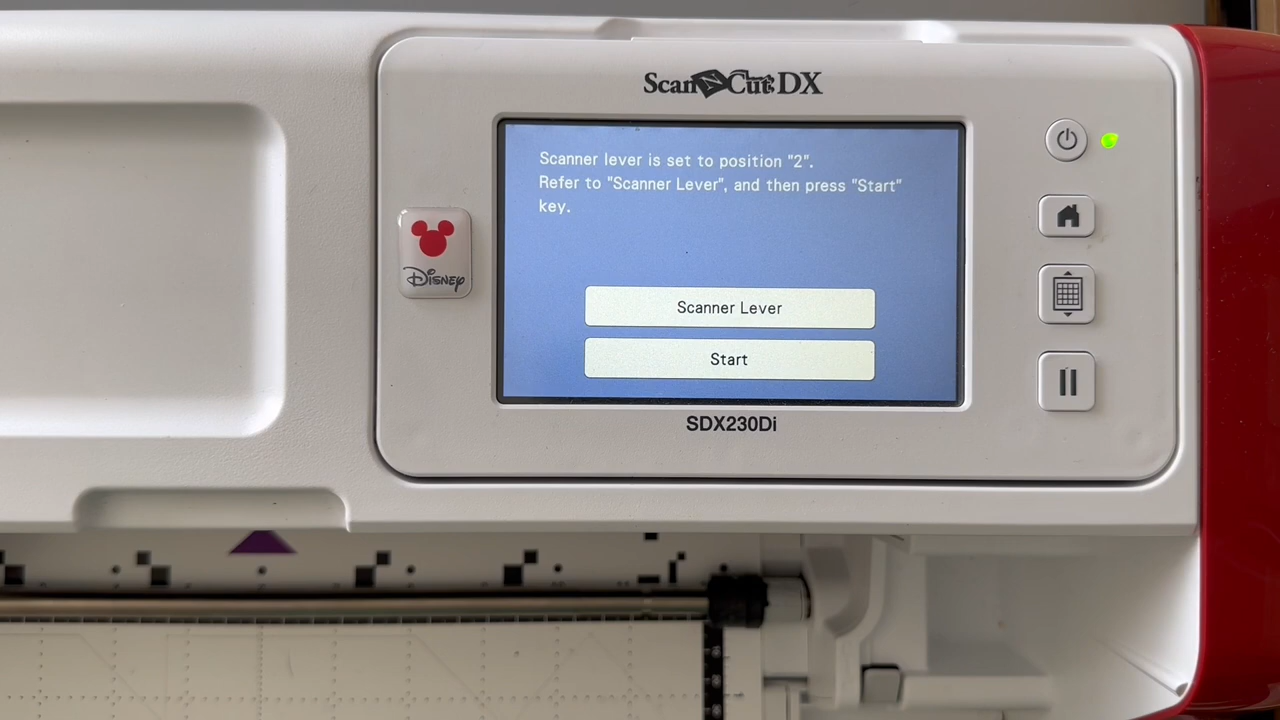 ScanNCut DX
Scanner lever is set to position "2".
Refer to "Scanner Lever", and then press "Start"
key.
Disney
Scanner Lever
Start
SDX230Di